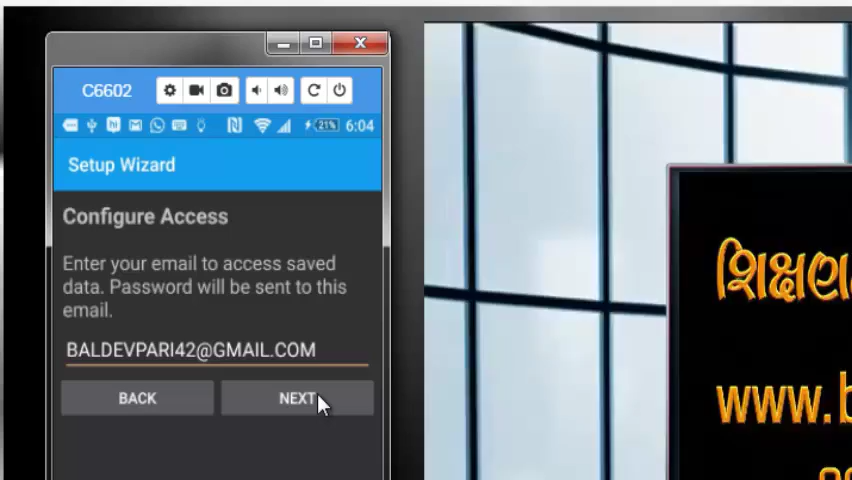 C6602
21% 6:04
Setup Wizard
Configure Access
Enter your email to access saved
data. Password will be sent to this
email.
BALDEVPARI42@GMAIL.COM
BACK
NEXT
www.b